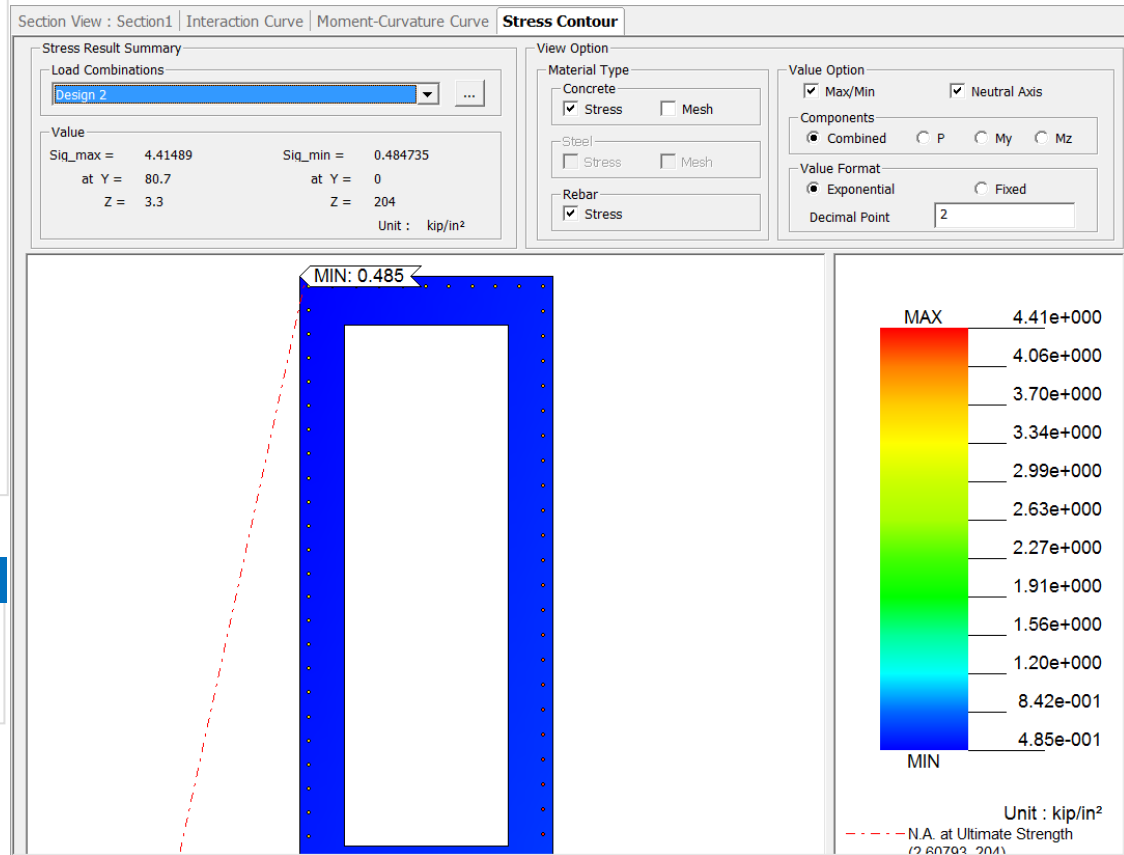 Section View : Section1 | Interaction Curve | Moment-Curvature Curve | Stress Contour
Stress Result Summary
Load Combinations
Design 2
...
Value
Sig_max = 4.41489 Sig_min = 0.484735
at Y = 80.7 at Y = 0
Z = 3.3 Z = 204
Unit : kip/in²
View Option
Material Type
Concrete
Stress Mesh
Steel
Stress Mesh
Rebar
Stress
Value Option
Max/Min Neutral Axis
Components
Combined P My Mz
Value Format
Exponential Fixed
Decimal Point 2
MIN: 0.485
MAX 4.41e+000
4.06e+000
3.70e+000
3.34e+000
2.99e+000
2.63e+000
2.27e+000
1.91e+000
1.56e+000
1.20e+000
8.42e-001
4.85e-001
MIN
Unit : kip/in²
N.A. at Ultimate Strength
(2.60793, 204)